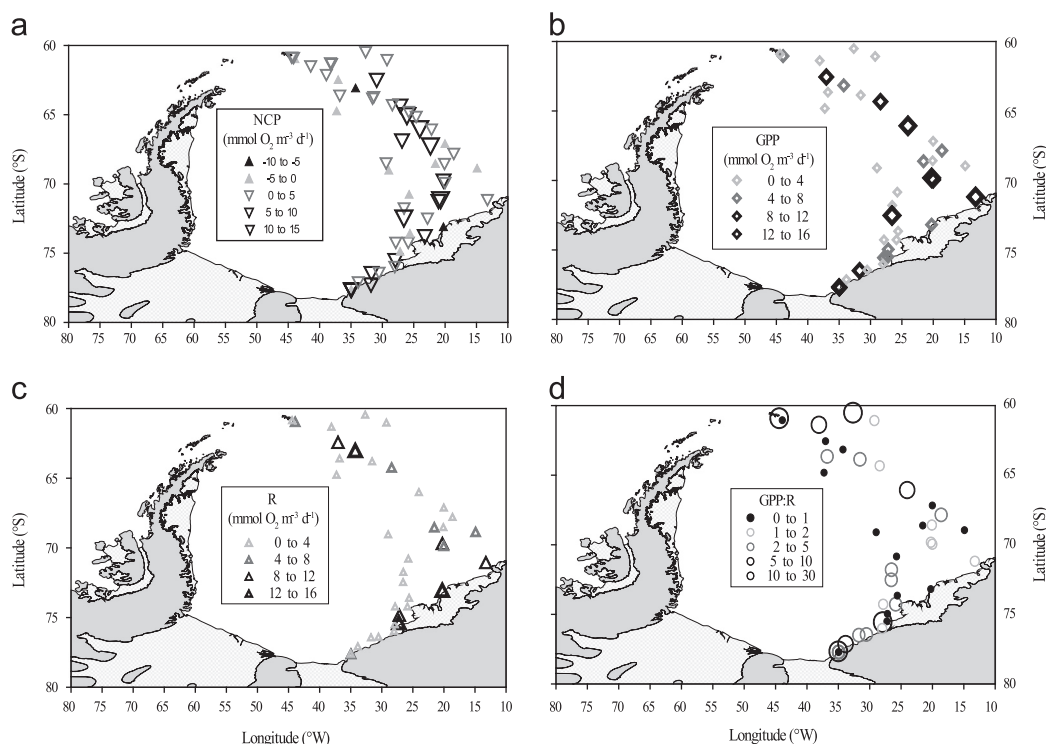 a
60
65
70
75
80
Latitude (°S)
NCP
(mmol O2 m-3 d-1)
-10 to -5
-5 to 0
0 to 5
5 to 10
10 to 15
80 75 70 65 60 55 50 45 40 35 30 25 20 15 10
b
60
65
70
75
80
Latitude (°S)
GPP
(mmol O2 m-3 d-1)
0 to 4
4 to 8
8 to 12
12 to 16
80 75 70 65 60 55 50 45 40 35 30 25 20 15 10
c
60
65
70
75
80
Latitude (°S)
R
(mmol O2 m-3 d-1)
0 to 4
4 to 8
8 to 12
12 to 16
80 75 70 65 60 55 50 45 40 35 30 25 20 15 10
Longitude (°W)
d
60
65
70
75
80
Latitude (°S)
GPP:R
0 to 1
1 to 2
2 to 5
5 to 10
10 to 30
80 75 70 65 60 55 50 45 40 35 30 25 20 15 10
Longitude (°W)